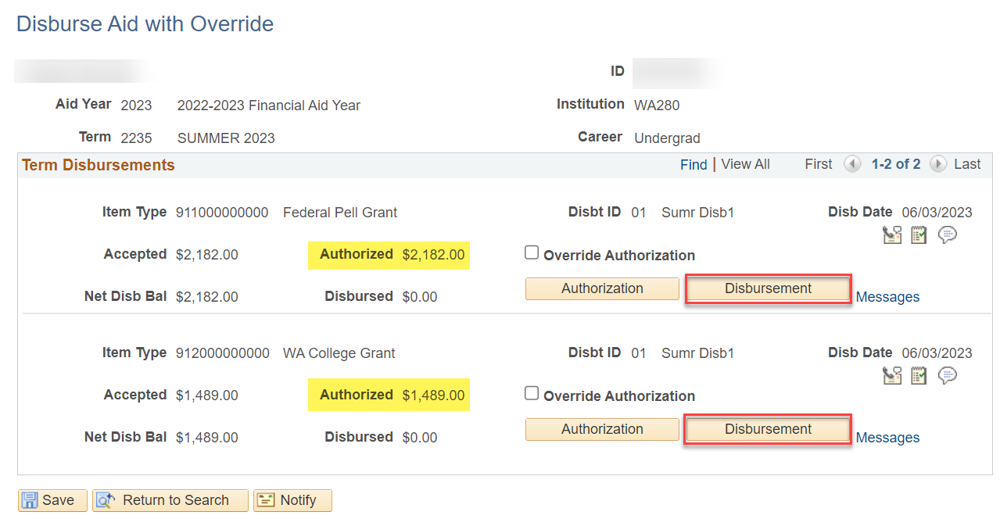 Disburse Aid with Override
ID
Aid Year 2023 2022-2023 Financial Aid Year Institution WA280
Term 2235 SUMMER 2023 Career Undergrad
Term Disbursements Find | View All First 1-2 of 2 Last
Item Type 911000000000 Federal Pell Grant Disbt ID 01 Sumr Disb1 Disb Date 06/03/2023
Accepted $2,182.00 Authorized $2,182.00 Override Authorization
Net Disb Bal $2,182.00 Disbursed $0.00 Authorization Disbursement Messages
Item Type 912000000000 WA College Grant Disbt ID 01 Sumr Disb1 Disb Date 06/03/2023
Accepted $1,489.00 Authorized $1,489.00 Override Authorization
Net Disb Bal $1,489.00 Disbursed $0.00 Authorization Disbursement Messages
Save Return to Search Notify